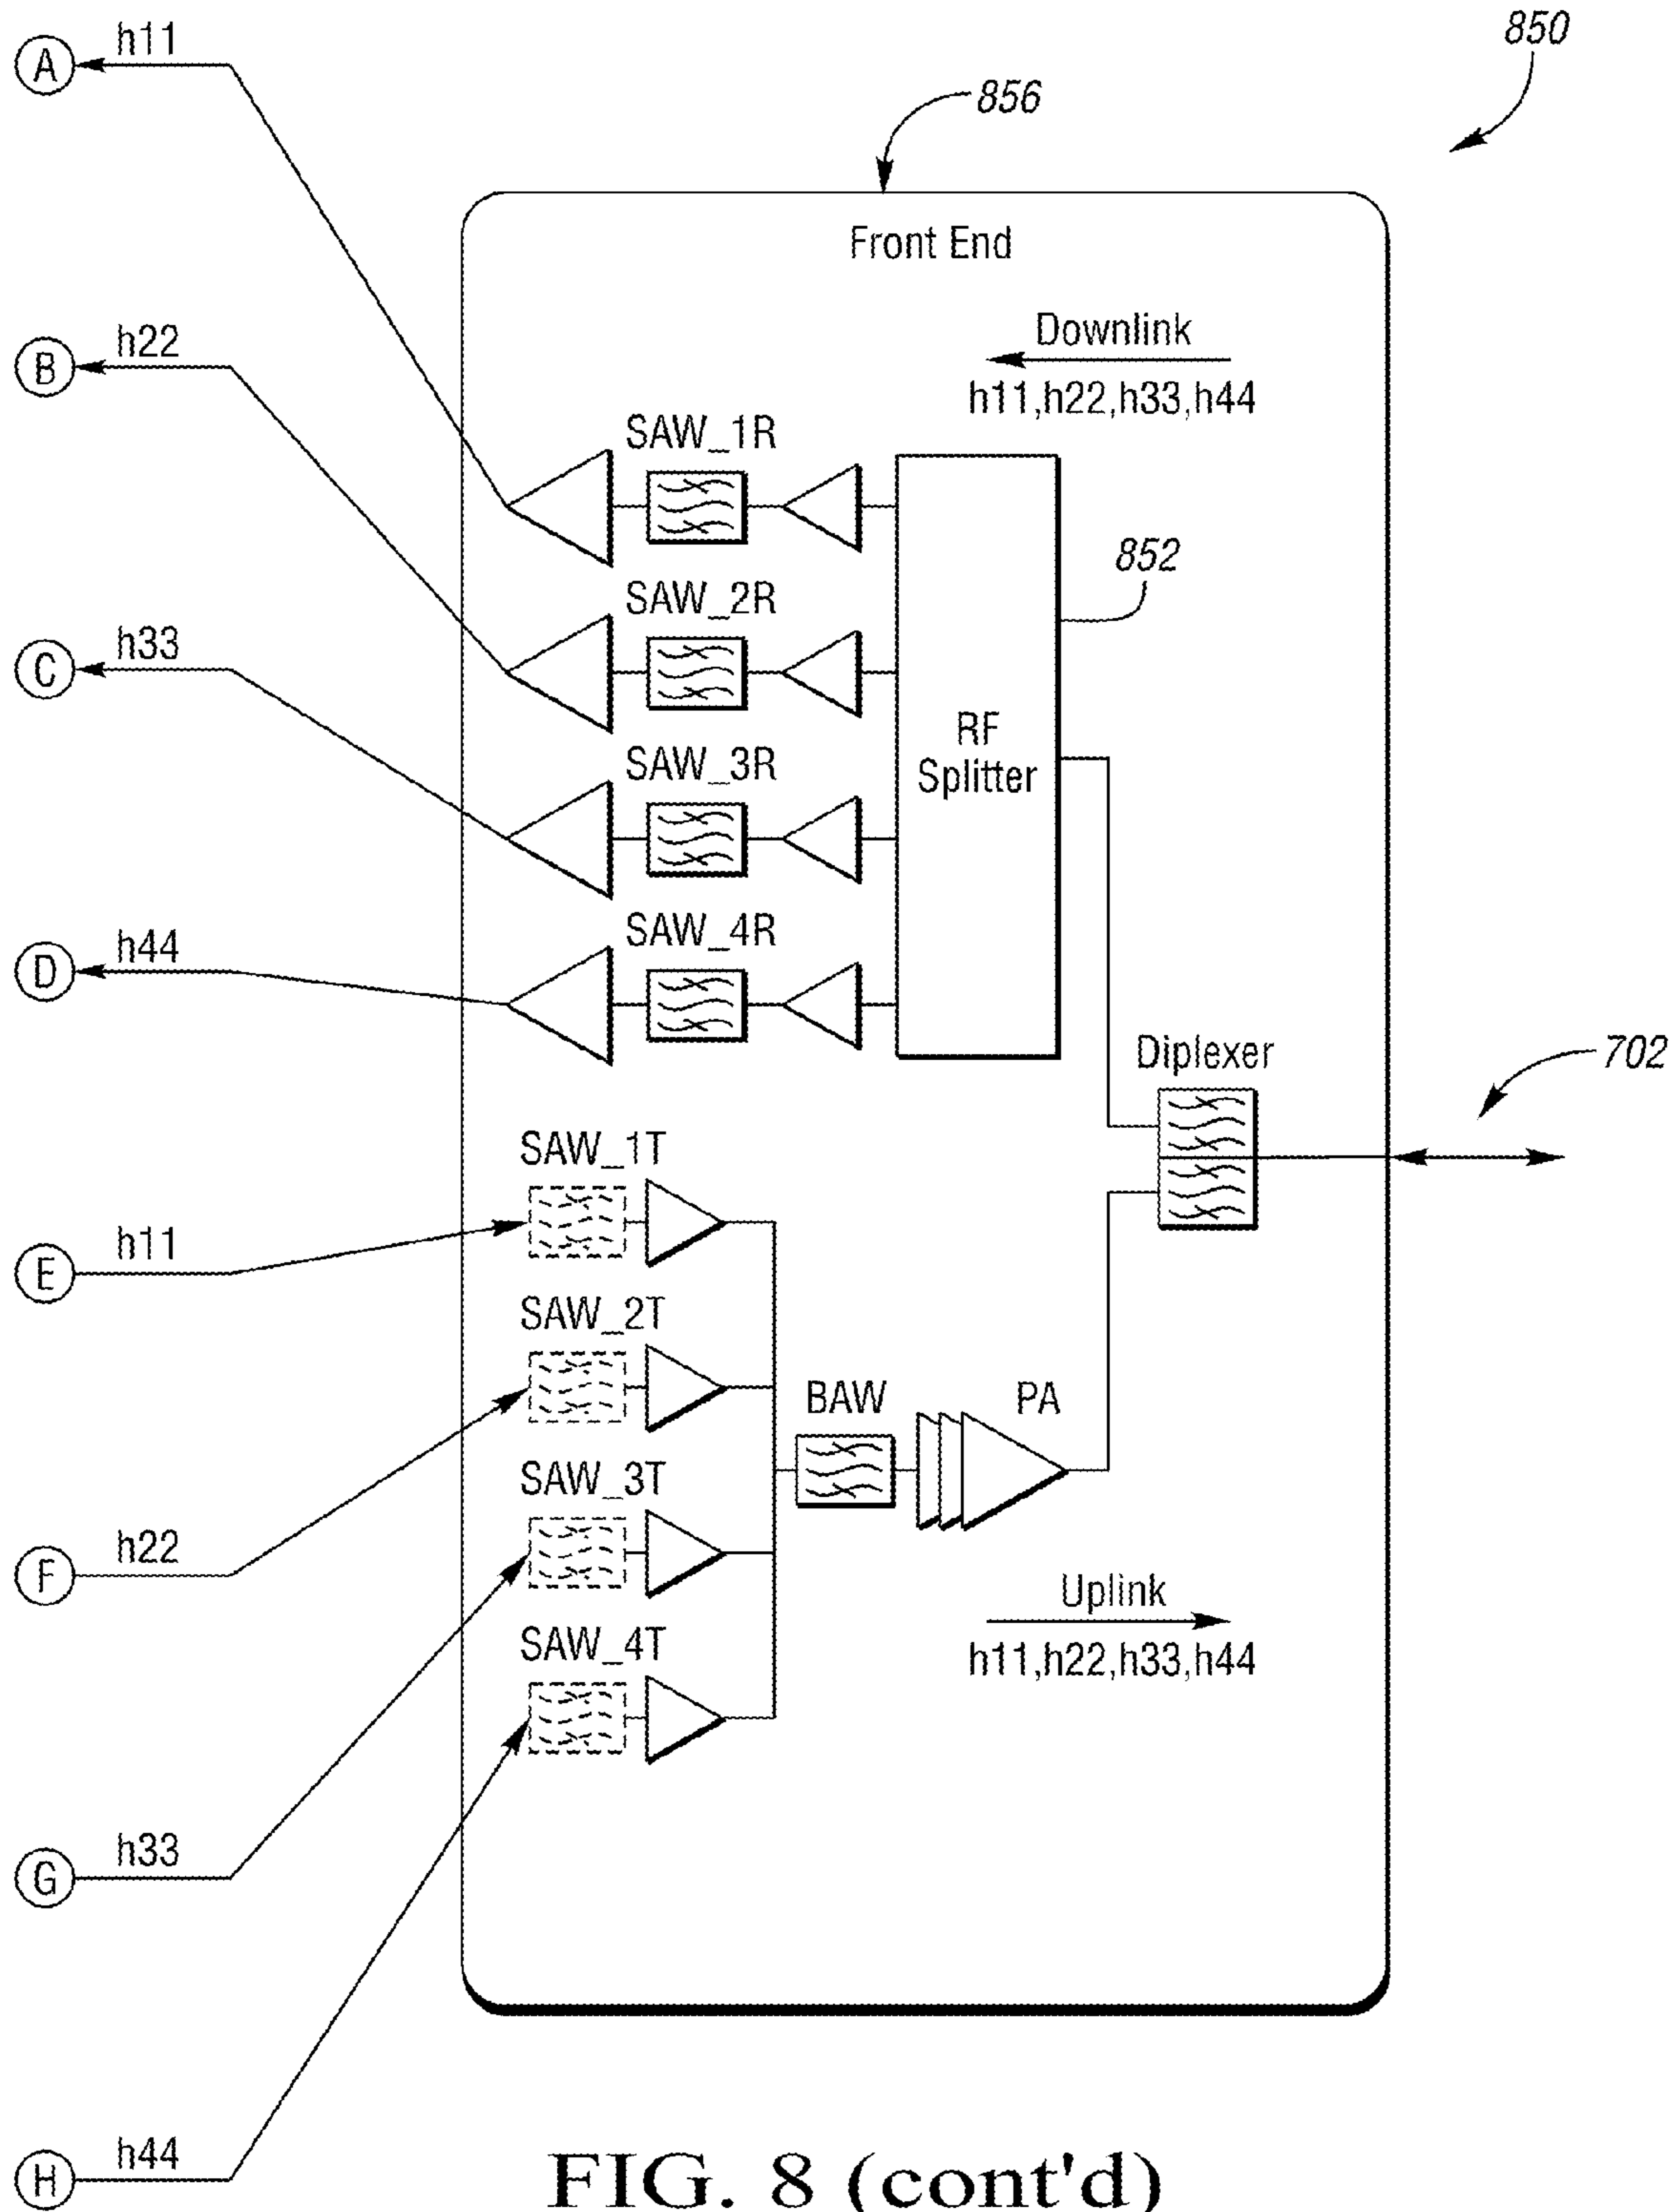 850
856
A h11
Front End
Downlink
h11,h22,h33,h44
B h22
SAW_1R
852
SAW_2R
C h33
RF
Splitter
SAW_3R
SAW_4R
D h44
Diplexer
702
SAW_1T
E h11
SAW_2T
BAW
PA
SAW_3T
F h22
Uplink
h11,h22,h33,h44
SAW_4T
G h33
H h44
FIG. 8 (cont'd)